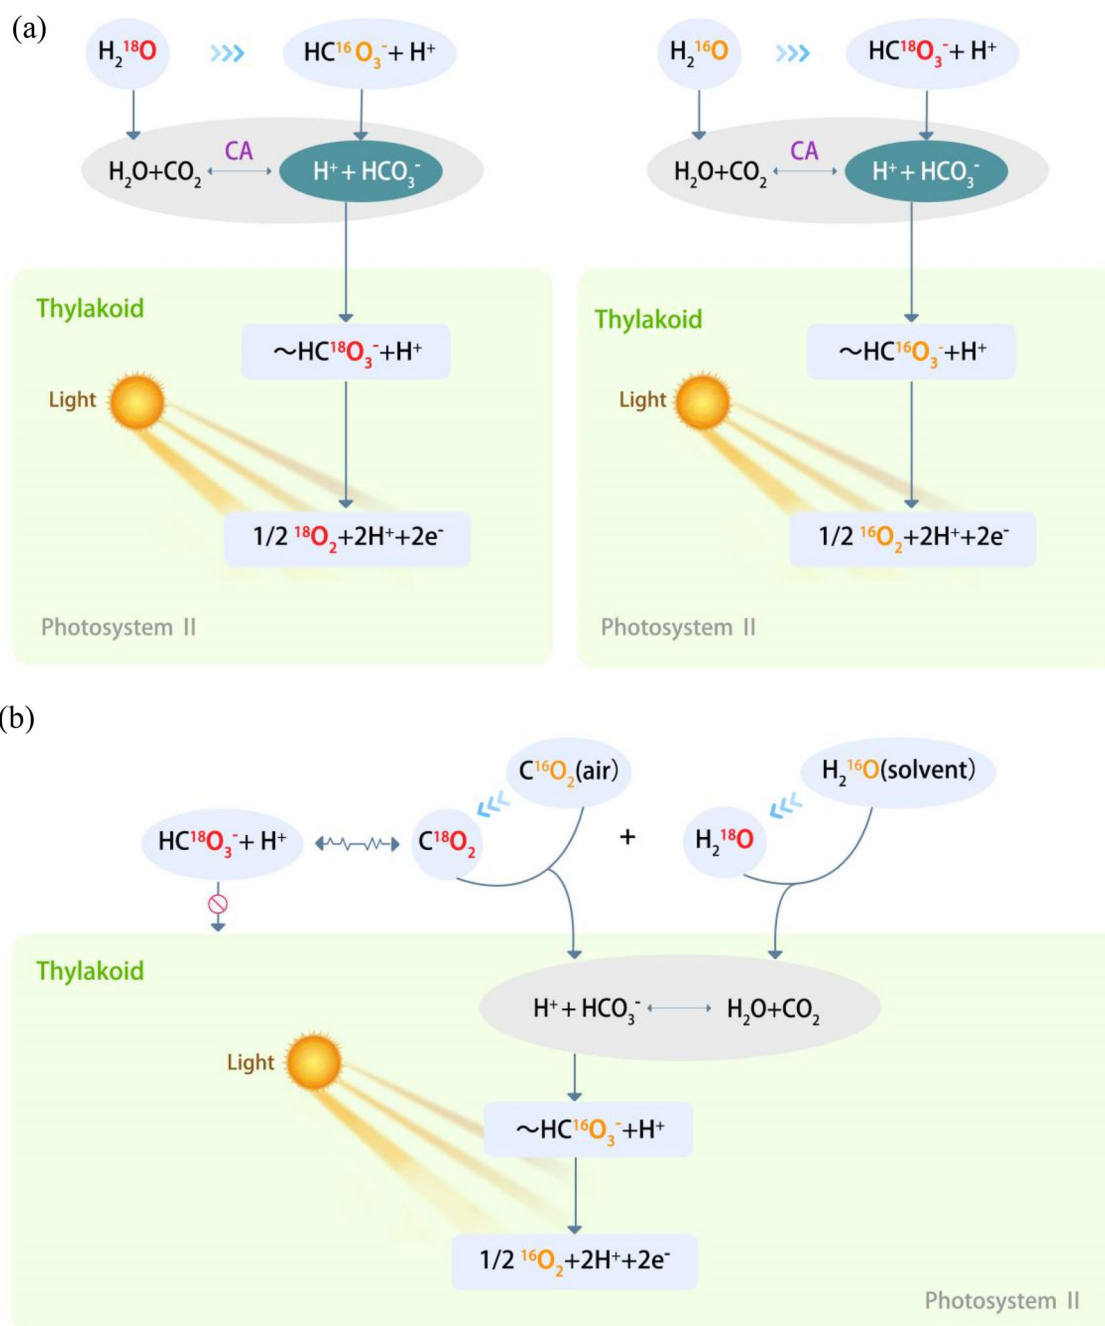 (a)
H₂¹⁸O >>> HC¹⁶O₃⁻+ H⁺
H₂¹⁶O >>> HC¹⁸O₃⁻+ H⁺
CA
H₂O+CO₂ H⁺ + HCO₃⁻
CA
H₂O+CO₂ H⁺ + HCO₃⁻
Thylakoid
~HC¹⁸O₃⁻+H⁺
Light
1/2 ¹⁸O₂+2H⁺+2e⁻
Photosystem II
Thylakoid
~HC¹⁶O₃⁻+H⁺
Light
1/2 ¹⁶O₂+2H⁺+2e⁻
Photosystem II
(b)
C¹⁶O₂(air)
H₂¹⁶O(solvent)
HC¹⁸O₃⁻+ H⁺
C¹⁸O₂
+
H₂¹⁸O
Thylakoid
H⁺ + HCO₃⁻ H₂O+CO₂
Light
~HC¹⁶O₃⁻+H⁺
1/2 ¹⁶O₂+2H⁺+2e⁻
Photosystem II